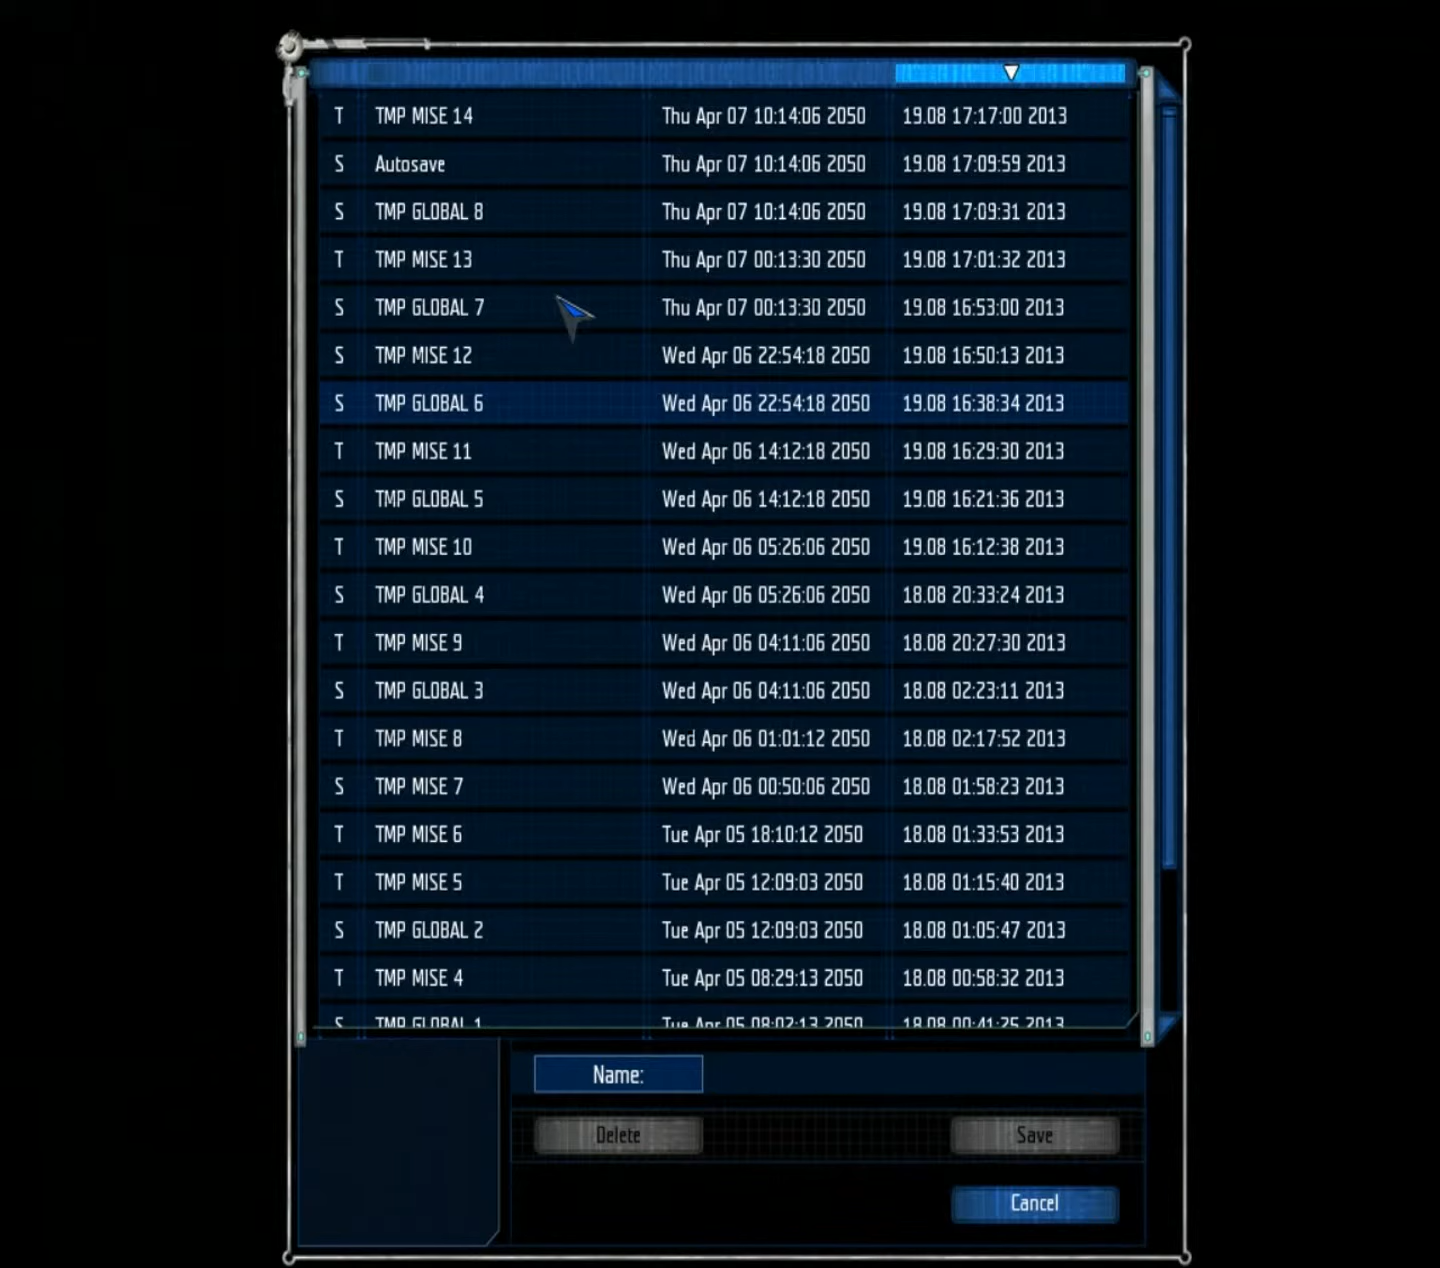 T TMP MISE 14 Thu Apr 07 10:14:06 2050 19.08 17:17:00 2013
S Autosave Thu Apr 07 10:14:06 2050 19.08 17:09:59 2013
S TMP GLOBAL 8 Thu Apr 07 10:14:06 2050 19.08 17:09:31 2013
T TMP MISE 13 Thu Apr 07 00:13:30 2050 19.08 17:01:32 2013
S TMP GLOBAL 7 Thu Apr 07 00:13:30 2050 19.08 16:53:00 2013
S TMP MISE 12 Wed Apr 06 22:54:18 2050 19.08 16:50:13 2013
S TMP GLOBAL 6 Wed Apr 06 22:54:18 2050 19.08 16:38:34 2013
T TMP MISE 11 Wed Apr 06 14:12:18 2050 19.08 16:29:30 2013
S TMP GLOBAL 5 Wed Apr 06 14:12:18 2050 19.08 16:21:36 2013
T TMP MISE 10 Wed Apr 06 05:26:06 2050 19.08 16:12:38 2013
S TMP GLOBAL 4 Wed Apr 06 05:26:06 2050 18.08 20:33:24 2013
T TMP MISE 9 Wed Apr 06 04:11:06 2050 18.08 20:27:30 2013
S TMP GLOBAL 3 Wed Apr 06 04:11:06 2050 18.08 02:23:11 2013
T TMP MISE 8 Wed Apr 06 01:01:12 2050 18.08 02:17:52 2013
S TMP MISE 7 Wed Apr 06 00:50:06 2050 18.08 01:58:23 2013
T TMP MISE 6 Tue Apr 05 18:10:12 2050 18.08 01:33:53 2013
T TMP MISE 5 Tue Apr 05 12:09:03 2050 18.08 01:15:40 2013
S TMP GLOBAL 2 Tue Apr 05 12:09:03 2050 18.08 01:05:47 2013
T TMP MISE 4 Tue Apr 05 08:29:13 2050 18.08 00:58:32 2013
S TMP GLOBAL 1 Tue Apr 05 08:02:13 2050 18.08 00:41:25 2013
Name:
Delete Save
Cancel